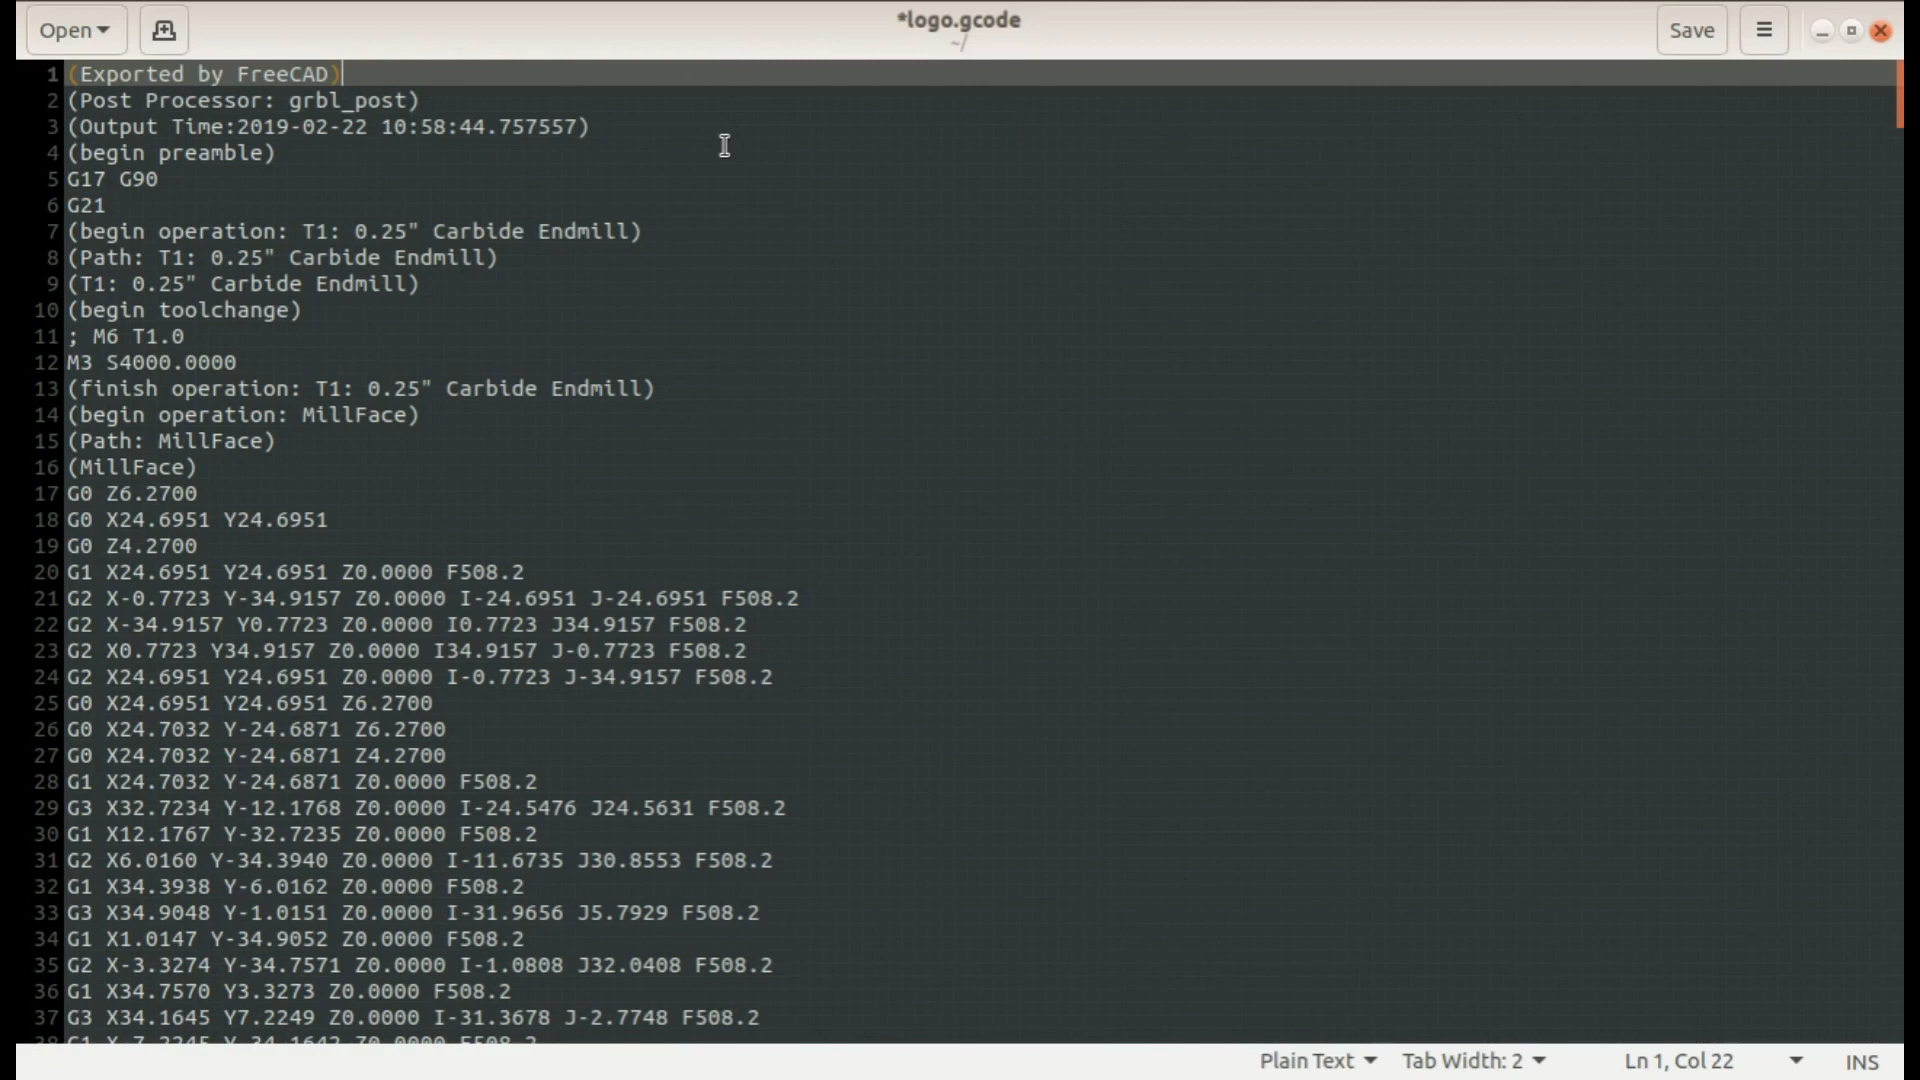 Open
*logo.gcode
~/
Save
1 (Exported by FreeCAD)
2 (Post Processor: grbl_post)
3 (Output Time:2019-02-22 10:58:44.757557)
4 (begin preamble)
5 G17 G90
6 G21
7 (begin operation: T1: 0.25" Carbide Endmill)
8 (Path: T1: 0.25" Carbide Endmill)
9 (T1: 0.25" Carbide Endmill)
10 (begin toolchange)
11 ; M6 T1.0
12 M3 S4000.0000
13 (finish operation: T1: 0.25" Carbide Endmill)
14 (begin operation: MillFace)
15 (Path: MillFace)
16 (MillFace)
17 G0 Z6.2700
18 G0 X24.6951 Y24.6951
19 G0 Z4.2700
20 G1 X24.6951 Y24.6951 Z0.0000 F508.2
21 G2 X-0.7723 Y-34.9157 Z0.0000 I-24.6951 J-24.6951 F508.2
22 G2 X-34.9157 Y0.7723 Z0.0000 I0.7723 J34.9157 F508.2
23 G2 X0.7723 Y34.9157 Z0.0000 I34.9157 J-0.7723 F508.2
24 G2 X24.6951 Y24.6951 Z0.0000 I-0.7723 J-34.9157 F508.2
25 G0 X24.6951 Y24.6951 Z6.2700
26 G0 X24.7032 Y-24.6871 Z6.2700
27 G0 X24.7032 Y-24.6871 Z4.2700
28 G1 X24.7032 Y-24.6871 Z0.0000 F508.2
29 G3 X32.7234 Y-12.1768 Z0.0000 I-24.5476 J24.5631 F508.2
30 G1 X12.1767 Y-32.7235 Z0.0000 F508.2
31 G2 X6.0160 Y-34.3940 Z0.0000 I-11.6735 J30.8553 F508.2
32 G1 X34.3938 Y-6.0162 Z0.0000 F508.2
33 G3 X34.9048 Y-1.0151 Z0.0000 I-31.9656 J5.7929 F508.2
34 G1 X1.0147 Y-34.9052 Z0.0000 F508.2
35 G2 X-3.3274 Y-34.7571 Z0.0000 I-1.0808 J32.0408 F508.2
36 G1 X34.7570 Y3.3273 Z0.0000 F508.2
37 G3 X34.1645 Y7.2249 Z0.0000 I-31.3678 J-2.7748 F508.2
38 G1 X-7.2245 Y-34.1642 Z0.0000 F508.2
Plain Text Tab Width: 2 Ln 1, Col 22 INS